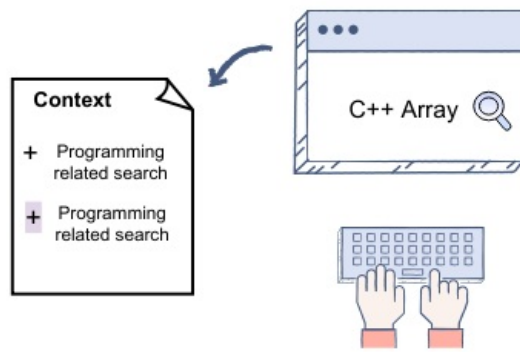 Context
+ Programming
related search
+ Programming
related search
C++ Array